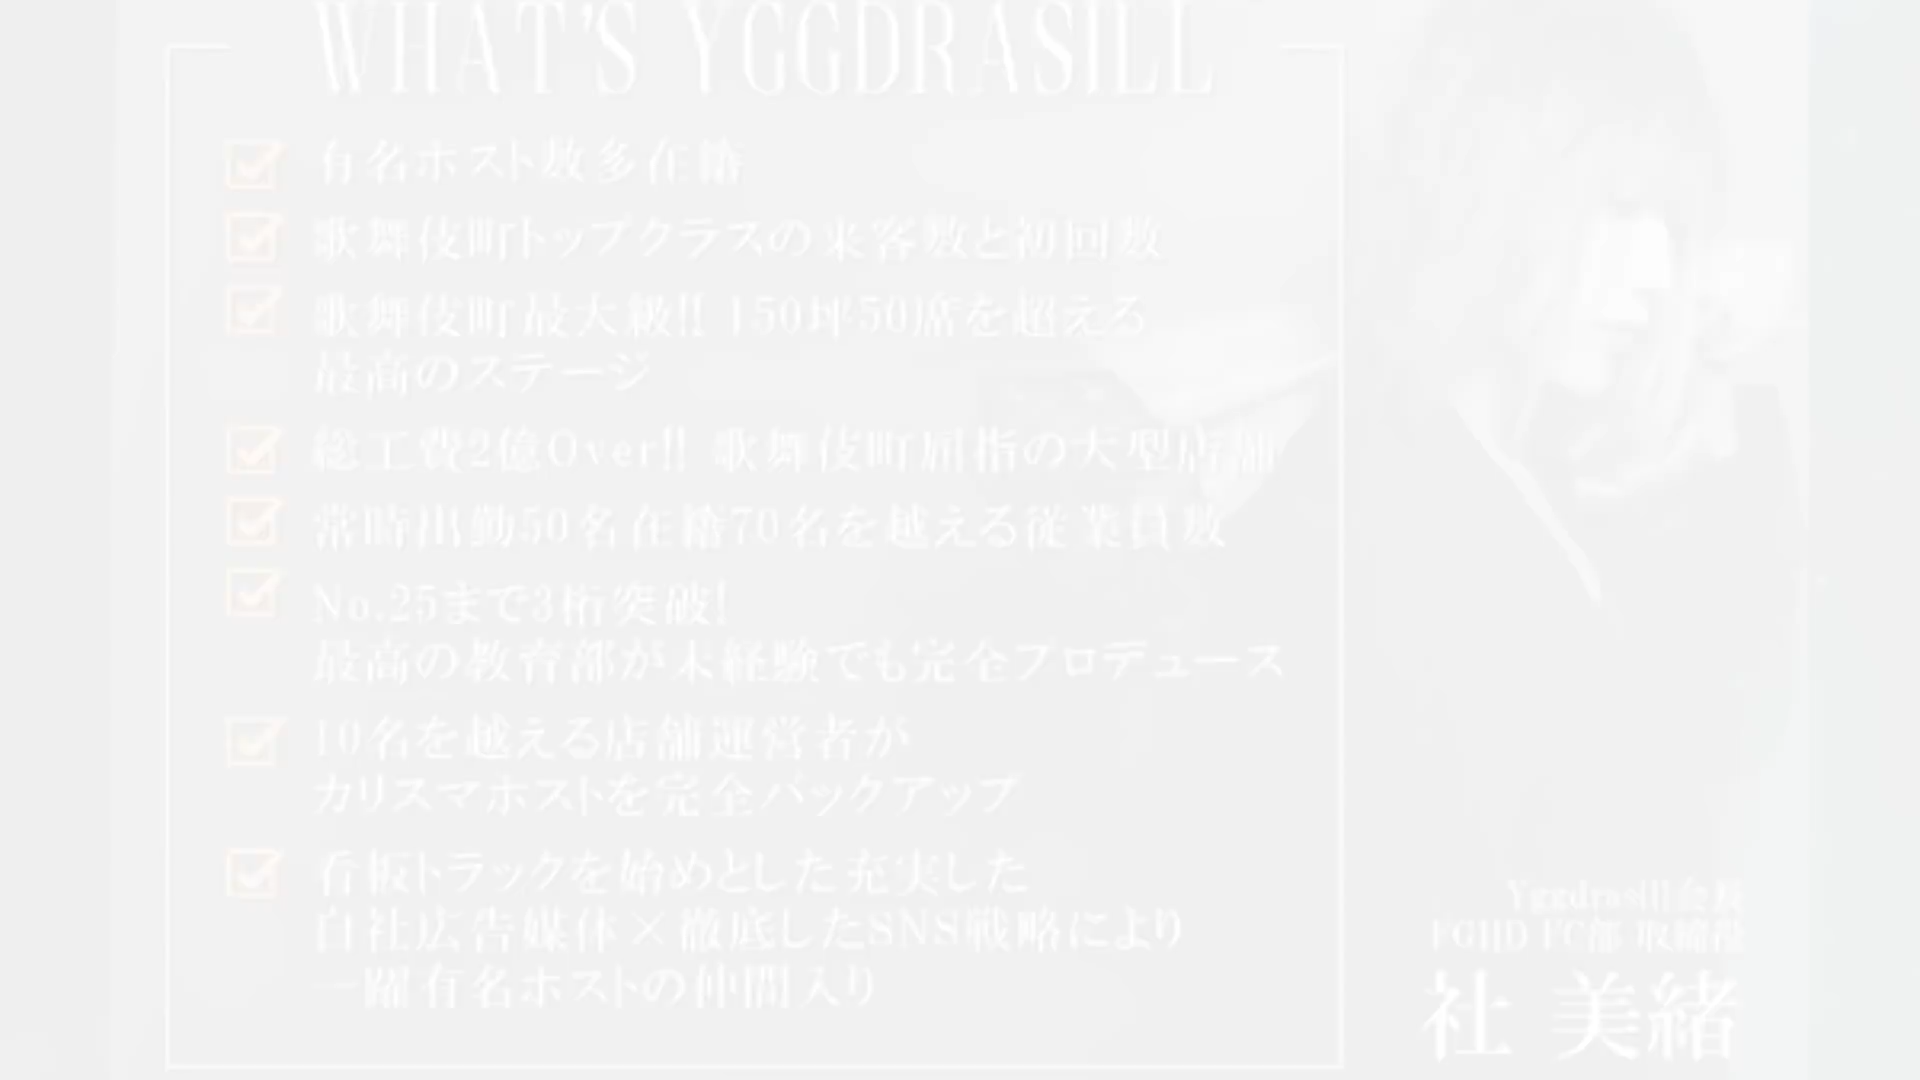 WHAT'S YGGDRASILL
有名ホスト数多在籍
歌舞伎町トップクラスの来客数と初回数
歌舞伎町最大級!! 150坪50席を超える
最高のステージ
総工費2億Over!! 歌舞伎町屈指の大型店舗
常時出勤50名在籍70名を越える従業員数
No.25まで3桁突破!
最高の教育部が未経験でも完全プロデュース
10名を越える店舗運営者が
カリスマホストを完全バックアップ
看板トラックを始めとした充実した
自社広告媒体×徹底したSNS戦略により
一躍有名ホストの仲間入り
Yggdrasill会長
FGHD FC部 取締役
社 美緒